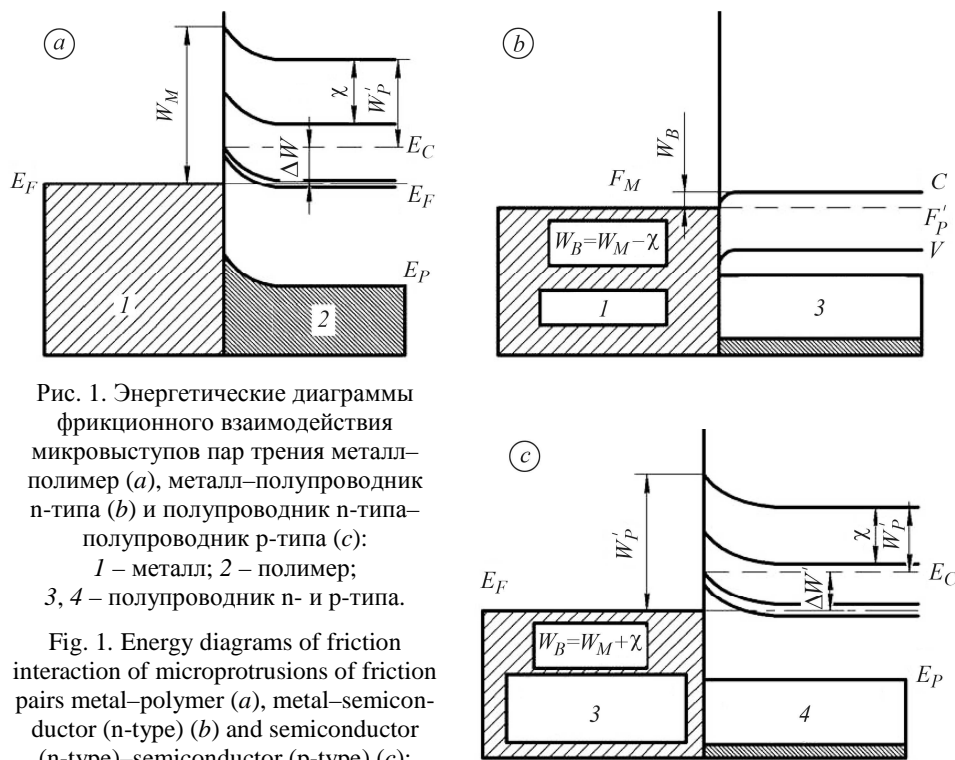 a
W_M
χ
W'_P
E_C
ΔW
E_F
E_F
E_P
1
2
b
W_B
F_M
C
F'_P
V
W_B=W_M–χ
1
3
Рис. 1. Энергетические диаграммы
фрикционного взаимодействия
микровыступов пар трения металл–
полимер (a), металл–полупроводник
n-типа (b) и полупроводник n-типа–
полупроводник р-типа (c):
1 – металл; 2 – полимер;
3, 4 – полупроводник n- и р-типа.
Fig. 1. Energy diagrams of friction
interaction of microprotrusions of friction
pairs metal–polymer (a), metal–semicon-
ductor (n-type) (b) and semiconductor
(n-type)–semiconductor (p-type) (c):
c
W'_P
χ
W'_P
E_F
E_C
ΔW'
W_B=W_M+χ
E_P
3
4